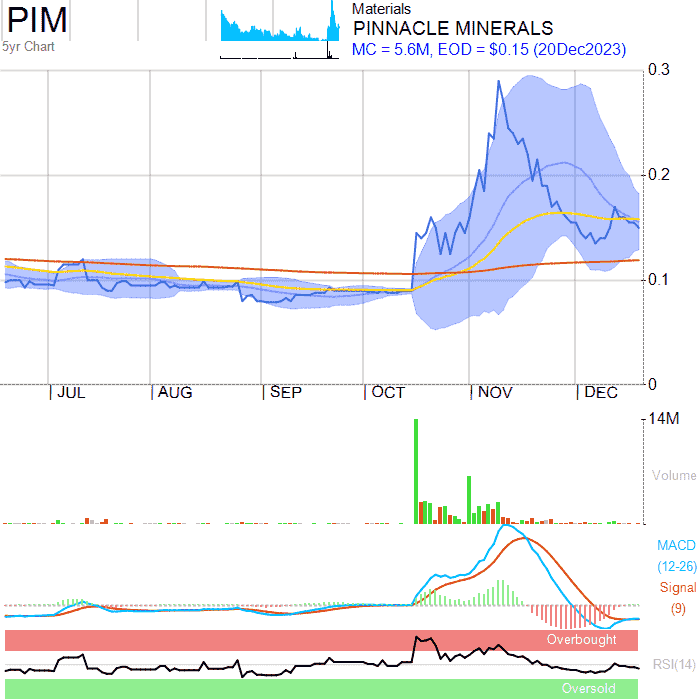 PIM
5yr Chart
Materials
PINNACLE MINERALS
MC = 5.6M, EOD = $0.15 (20Dec2023)
0.3
0.2
0.1
0
JUL AUG SEP OCT NOV DEC
14M
Volume
MACD
(12-26)
Signal
(9)
Overbought
RSI(14)
Oversold